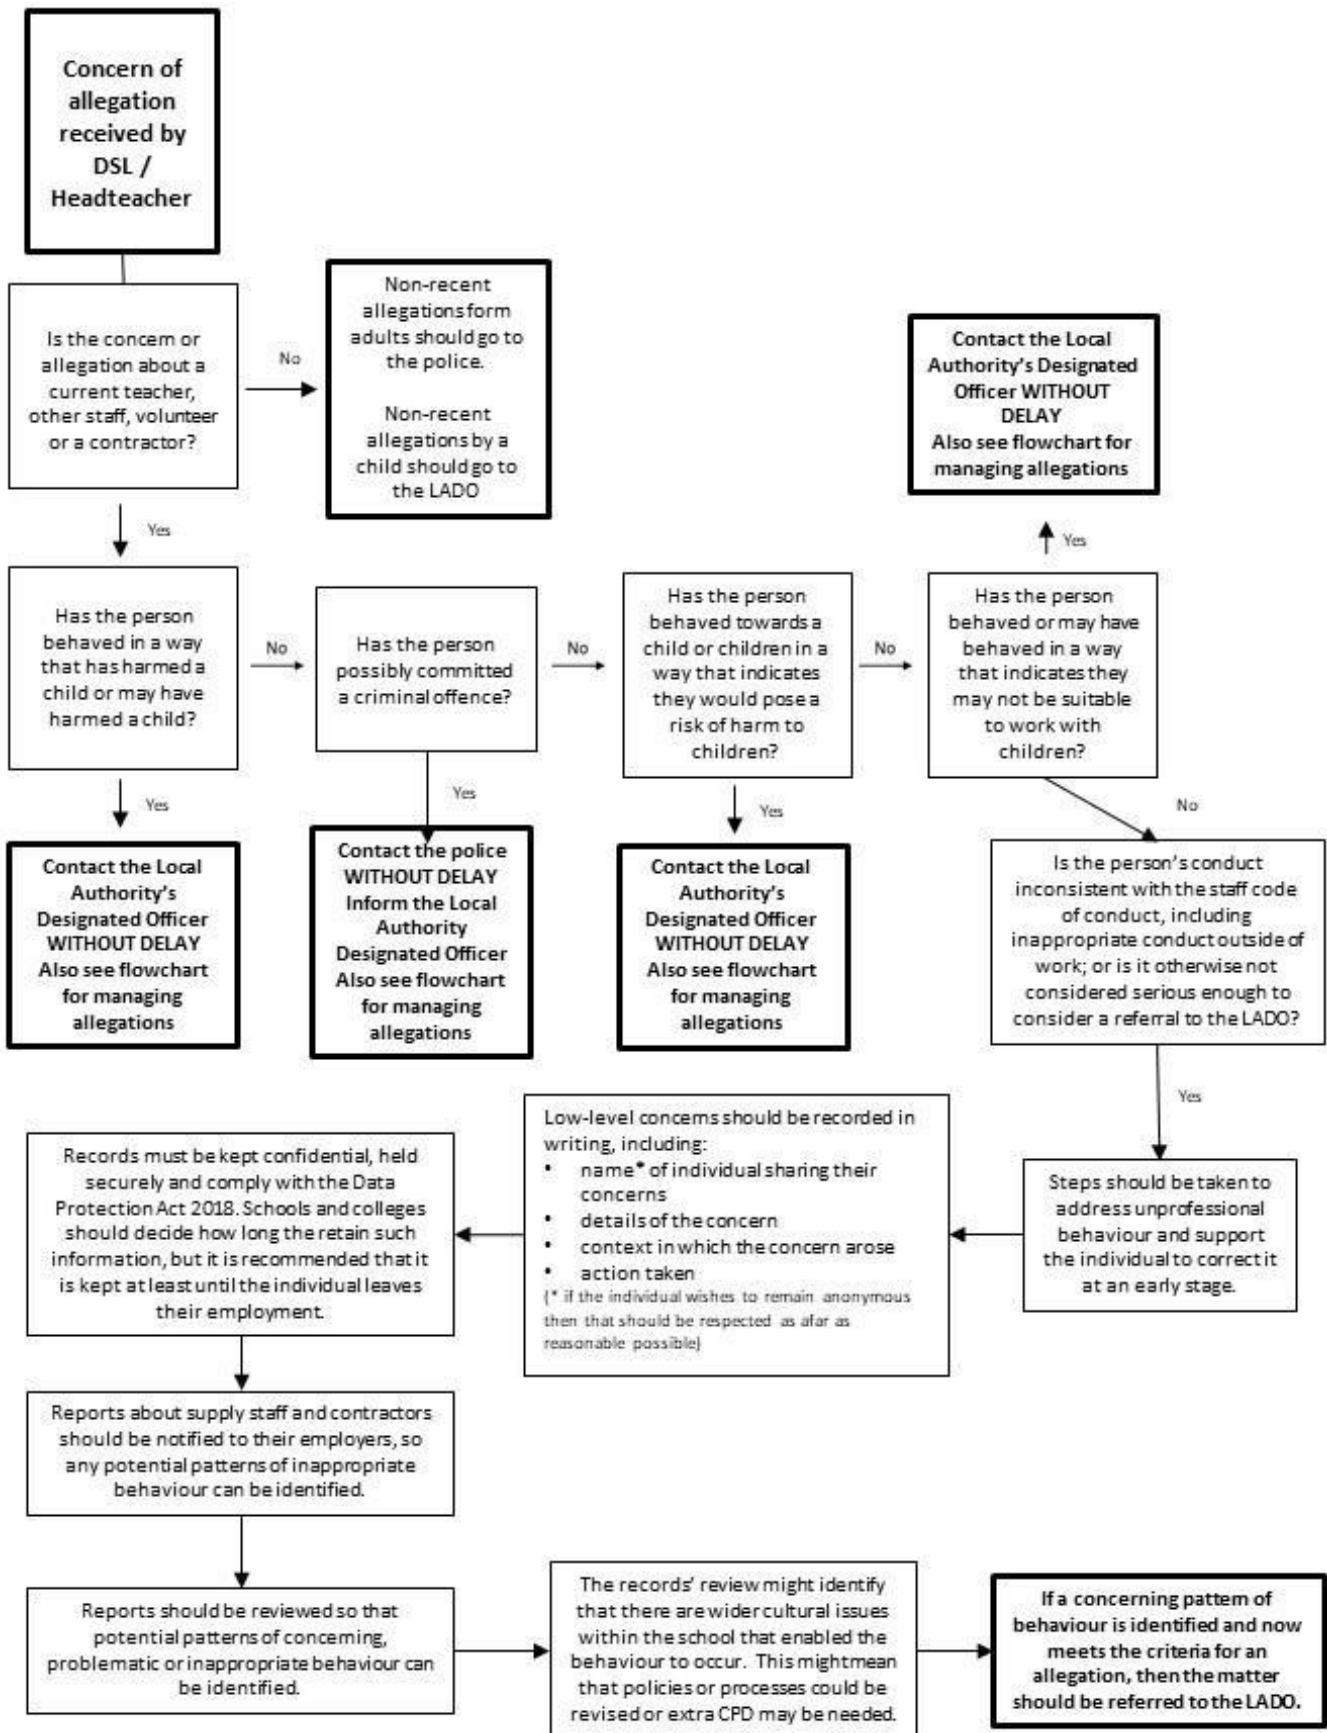 Concern of
allegation
received by
DSL /
Headteacher
Is the concern or
allegation about a
current teacher,
other staff, volunteer
or a contractor?
No
Non-recent
allegations form
adults should go to
the police.
Non-recent
allegations by a
child should go to
the LADO
Contact the Local
Authority's Designated
Officer WITHOUT
DELAY
Also see flowchart for
managing allegations
Yes
Yes
Has the person
behaved in a way
that has harmed a
child or may have
harmed a child?
No
Has the person
possibly committed
a criminal offence?
No
Has the person
behaved towards a
child or children in a
way that indicates
they would pose a
risk of harm to
children?
No
Has the person
behaved or may have
behaved in a way
that indicates they
may not be suitable
to work with
children?
Yes
Yes
Yes
No
Contact the Local
Authority's
Designated Officer
WITHOUT DELAY
Also see flowchart
for managing
allegations
Contact the police
WITHOUT DELAY
Inform the Local
Authority
Designated Officer
Also see flowchart
for managing
allegations
Contact the Local
Authority's
Designated Officer
WITHOUT DELAY
Also see flowchart
for managing
allegations
Is the person's conduct
inconsistent with the staff code
of conduct, including
inappropriate conduct outside of
work; or is it otherwise not
considered serious enough to
consider a referral to the LADO?
Yes
Steps should be taken to
address unprofessional
behaviour and support
the individual to correct it
at an early stage.
Low-level concerns should be recorded in
writing, including:
• name* of individual sharing their
concerns
• details of the concern
• context in which the concern arose
• action taken
(* if the individual wishes to remain anonymous
then that should be respected as afar as
reasonable possible)
Records must be kept confidential, held
securely and comply with the Data
Protection Act 2018. Schools and colleges
should decide how long the retain such
information, but it is recommended that it
is kept at least until the individual leaves
their employment.
Reports about supply staff and contractors
should be notified to their employers, so
any potential patterns of inappropriate
behaviour can be identified.
Reports should be reviewed so that
potential patterns of concerning,
problematic or inappropriate behaviour can
be identified.
The records' review might identify
that there are wider cultural issues
within the school that enabled the
behaviour to occur. This might mean
that policies or processes could be
revised or extra CPD may be needed.
If a concerning pattern of
behaviour is identified and now
meets the criteria for an
allegation, then the matter
should be referred to the LADO.